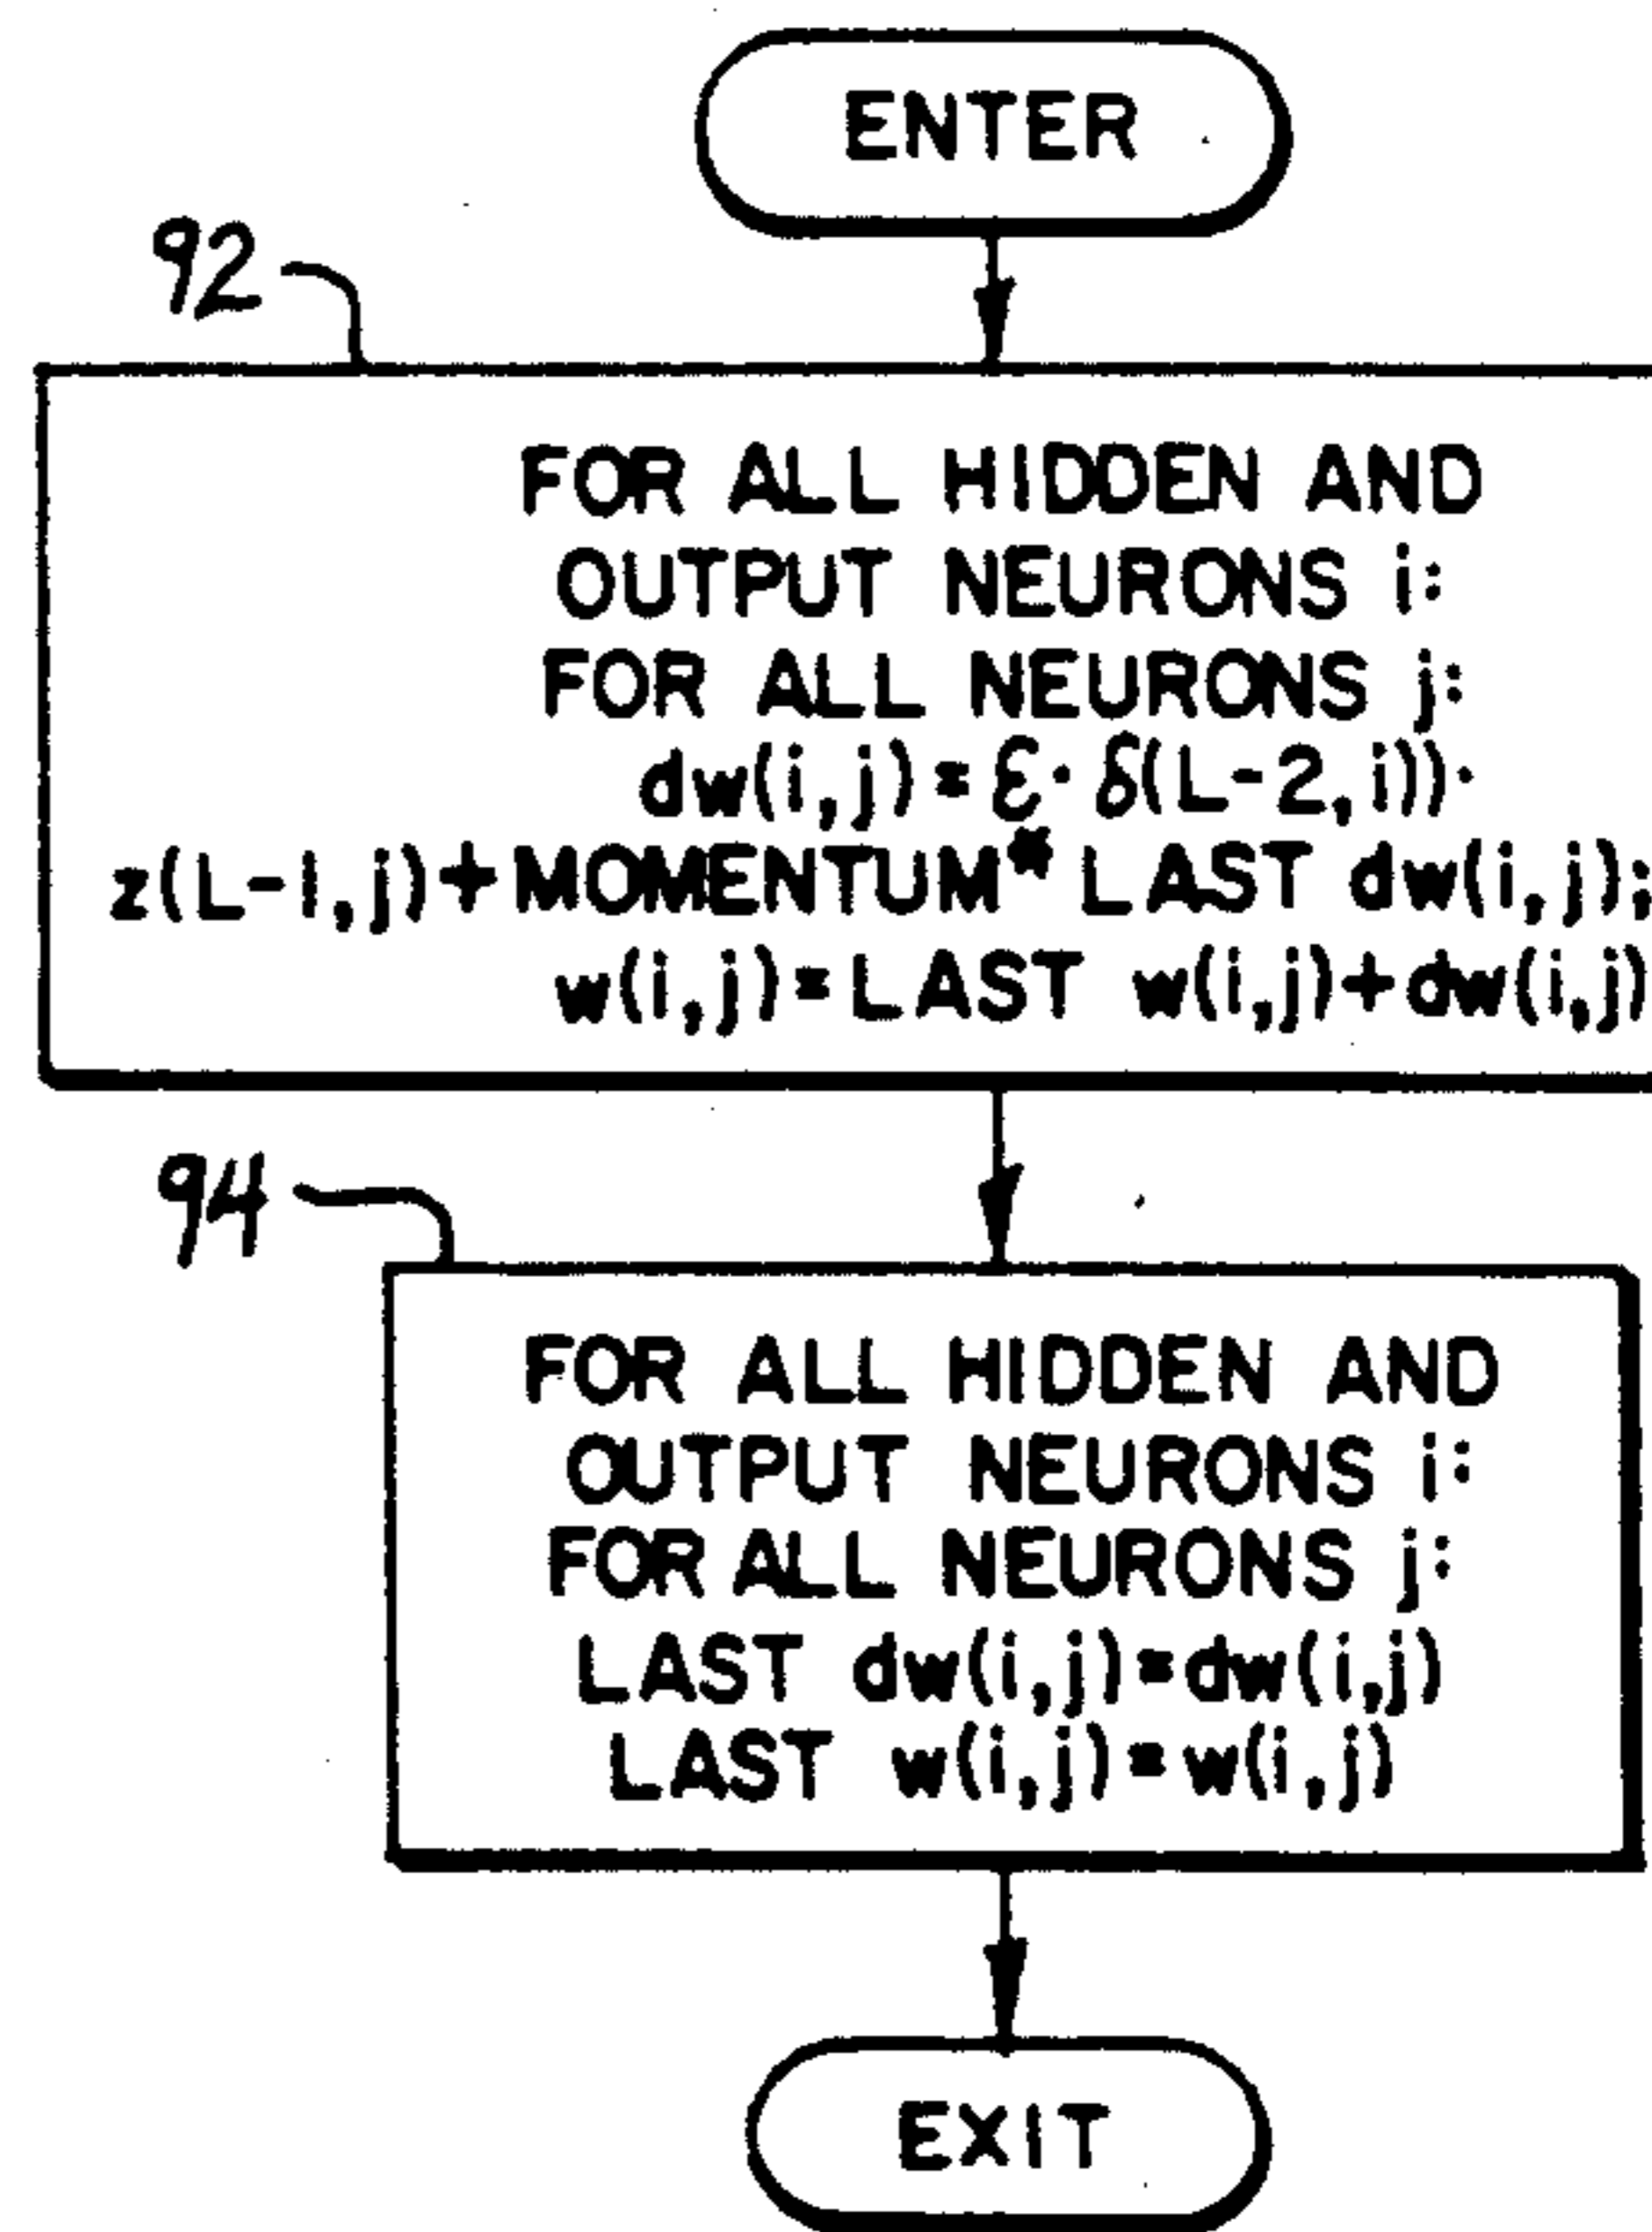 ENTER
92
FOR ALL HIDDEN AND
OUTPUT NEURONS i:
FOR ALL NEURONS j:
dw(i,j)=ε·δ(L-2,i))·
z(L-1,j)+MOMENTUM* LAST dw(i,j);
w(i,j)=LAST w(i,j)+dw(i,j)
94
FOR ALL HIDDEN AND
OUTPUT NEURONS i:
FOR ALL NEURONS j:
LAST dw(i,j)=dw(i,j)
LAST w(i,j)=w(i,j)
EXIT